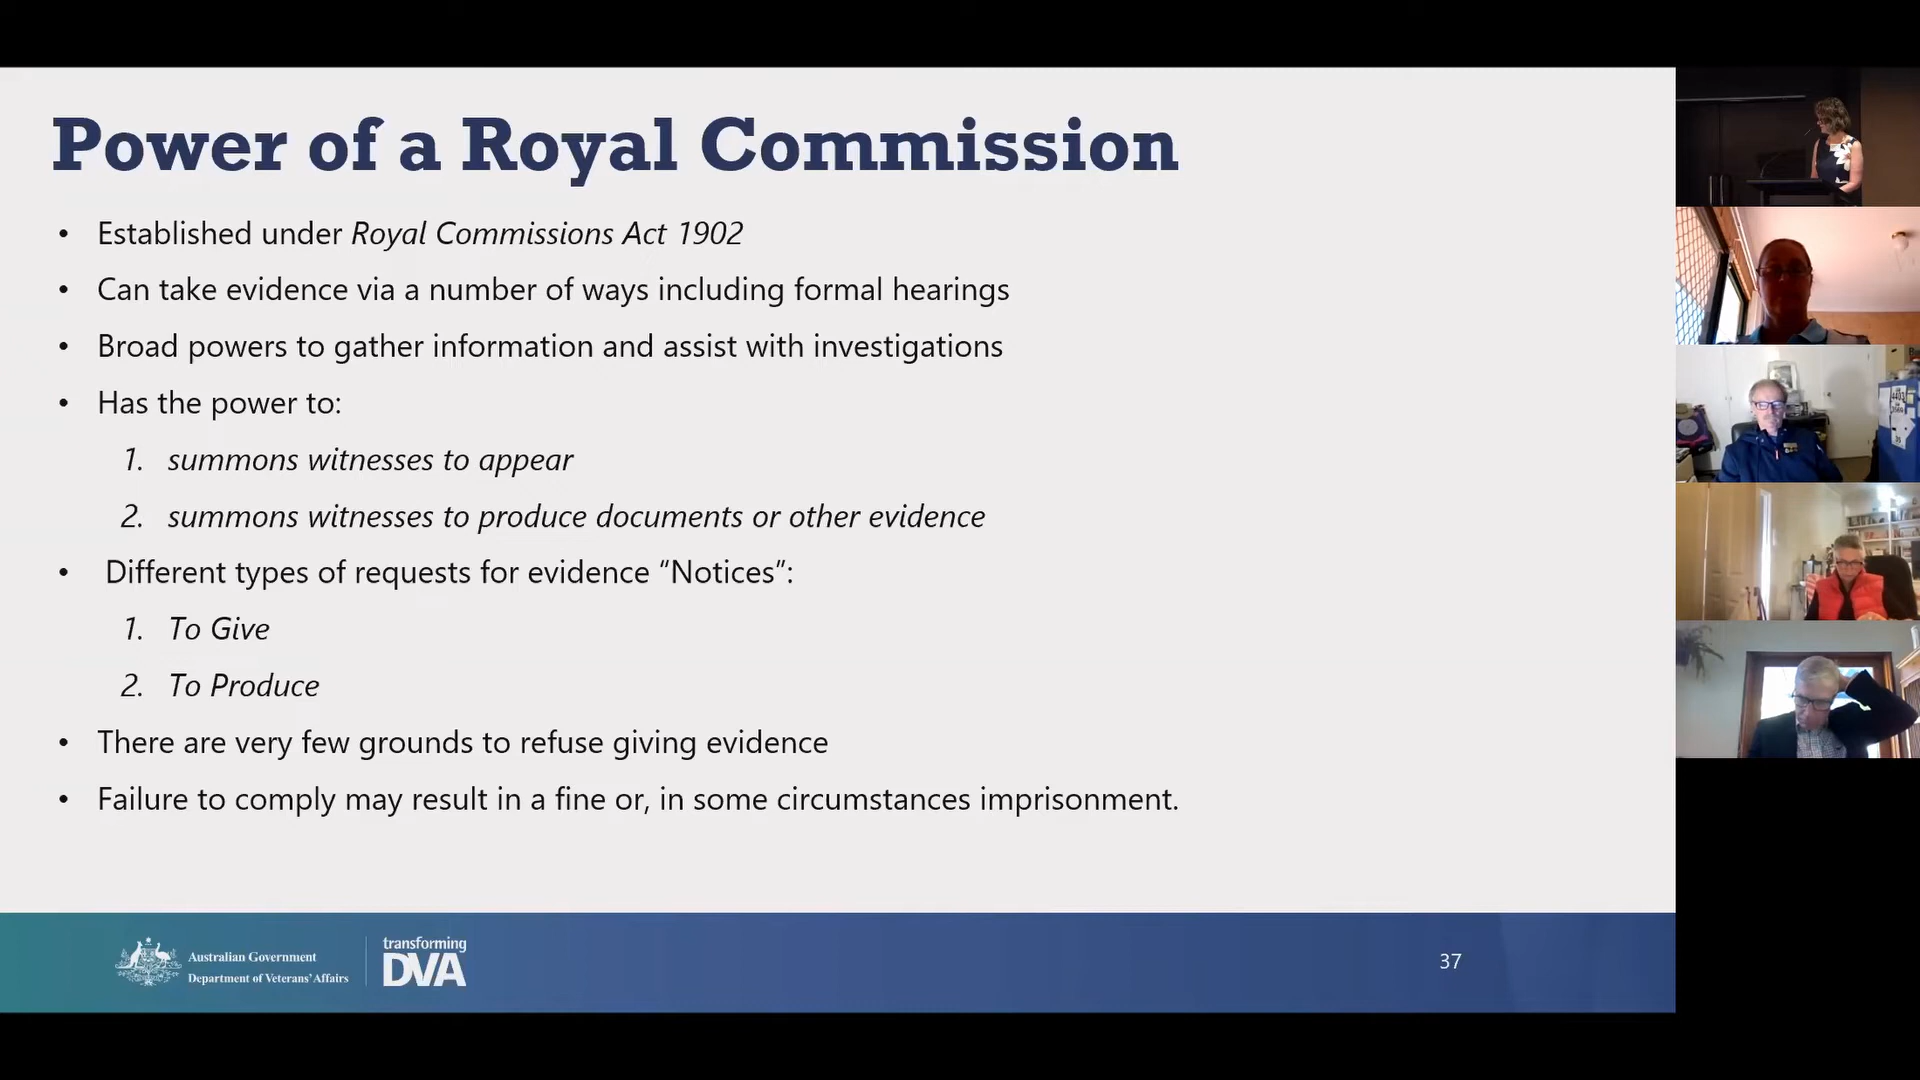 Power of a Royal Commission
• Established under Royal Commissions Act 1902
• Can take evidence via a number of ways including formal hearings
• Broad powers to gather information and assist with investigations
• Has the power to:
1. summons witnesses to appear
2. summons witnesses to produce documents or other evidence
• Different types of requests for evidence “Notices”:
1. To Give
2. To Produce
• There are very few grounds to refuse giving evidence
• Failure to comply may result in a fine or, in some circumstances imprisonment.
Australian Government
Department of Veterans’ Affairs
transforming
DVA
37